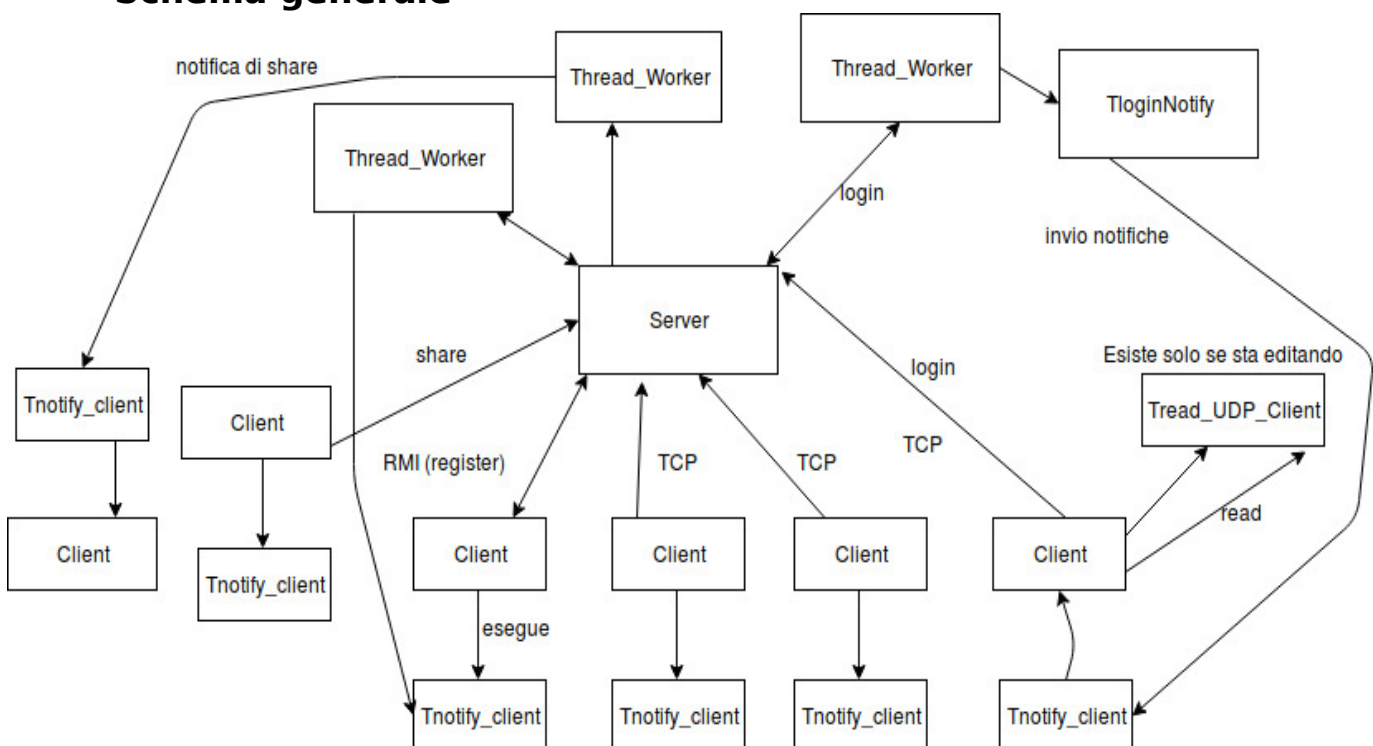 Schema generale
notifica di share
Thread_Worker
Thread_Worker
TloginNotify
Thread_Worker
login
invio notifiche
Server
share
login
Esiste solo se sta editando
Tnotify_client
Client
Tread_UDP_Client
RMI (register)
TCP
TCP
TCP
read
Client
Client
Client
Client
Client
Tnotify_client
esegue
Tnotify_client
Tnotify_client
Tnotify_client
Tnotify_client